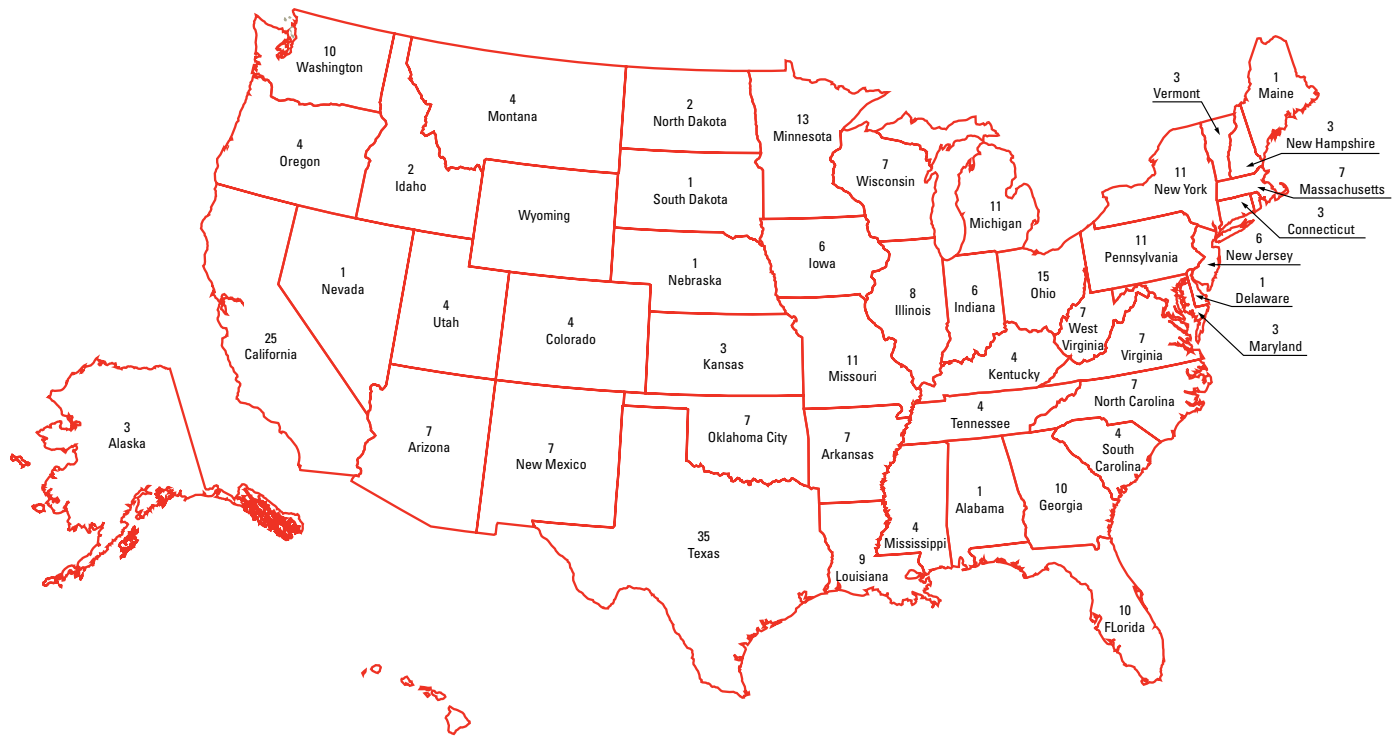 10
Washington
4
Montana
2
North Dakota
13
Minnesota
3
Vermont
1
Maine
4
Oregon
2
Idaho
Wyoming
1
South Dakota
7
Wisconsin
11
Michigan
11
New York
3
New Hampshire
7
Massachusetts
3
Connecticut
6
New Jersey
1
Delaware
3
Maryland
1
Nevada
4
Utah
4
Colorado
1
Nebraska
6
Iowa
8
Illinois
6
Indiana
15
Ohio
11
Pennsylvania
25
California
3
Kansas
11
Missouri
4
Kentucky
7
West
Virginia
7
Virginia
3
Alaska
7
Arizona
7
New Mexico
7
Oklahoma City
7
Arkansas
4
Tennessee
7
North Carolina
4
South
Carolina
35
Texas
9
Louisiana
4
Mississippi
1
Alabama
10
Georgia
10
FLorida